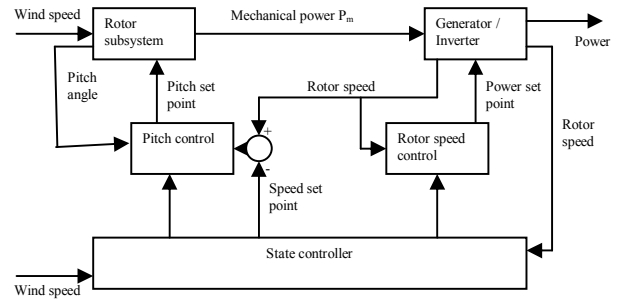 Wind speed
Rotor
subsystem
Mechanical power Pm
Generator /
Inverter
Power
Pitch
angle
Pitch set
point
Rotor speed
Power set
point
Rotor
speed
Pitch control
+
-
Rotor speed
control
Speed set
point
State controller
Wind speed